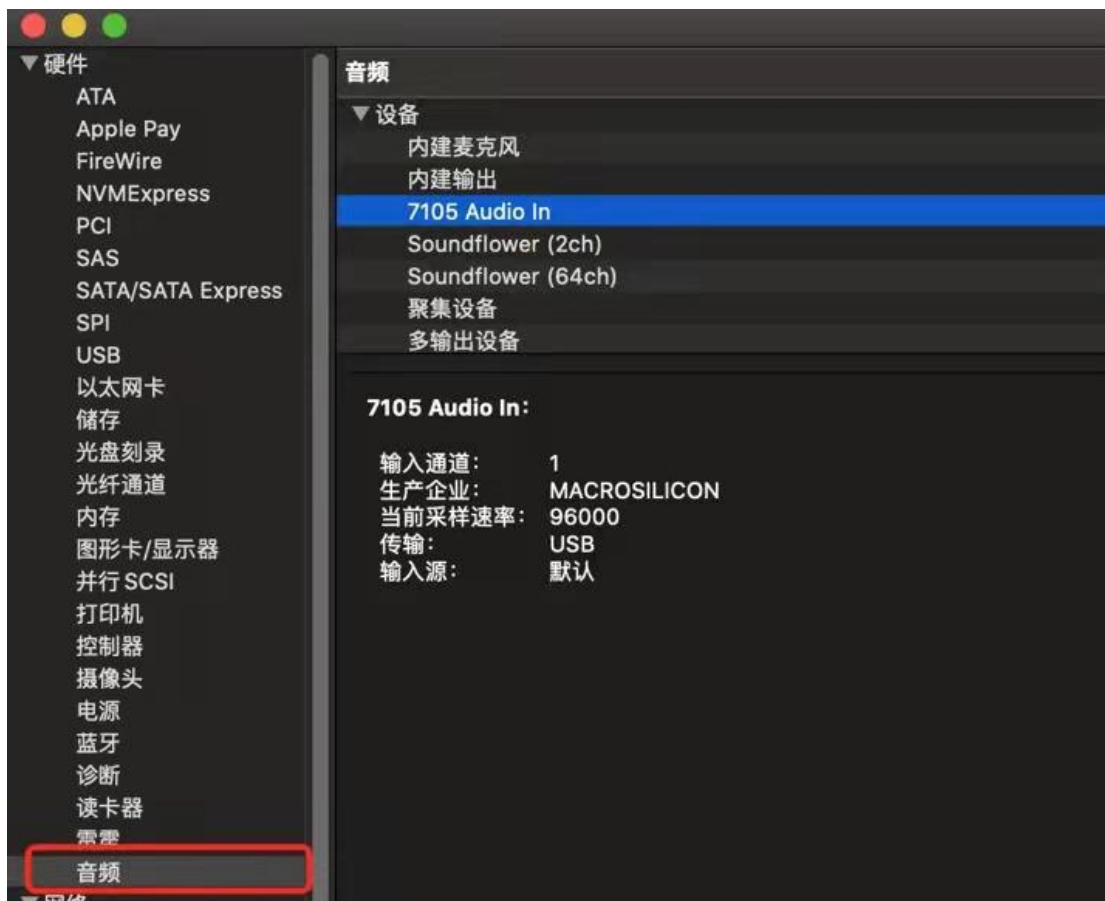 硬件
ATA
Apple Pay
FireWire
NVMExpress
PCI
SAS
SATA/SATA Express
SPI
USB
以太网卡
储存
光盘刻录
光纤通道
内存
图形卡/显示器
并行 SCSI
打印机
控制器
摄像头
电源
蓝牙
诊断
读卡器
音频
音频
设备
内建麦克风
内建输出
7105 Audio In
Soundflower (2ch)
Soundflower (64ch)
聚集设备
多输出设备
7105 Audio In：
输入通道： 1
生产企业： MACROSILICON
当前采样速率： 96000
传输： USB
输入源： 默认